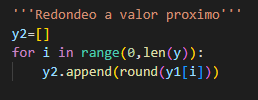 '''Redondeo a valor proximo'''
y2=[]
for i in range(0,len(y)):
    y2.append(round(y1[i]))